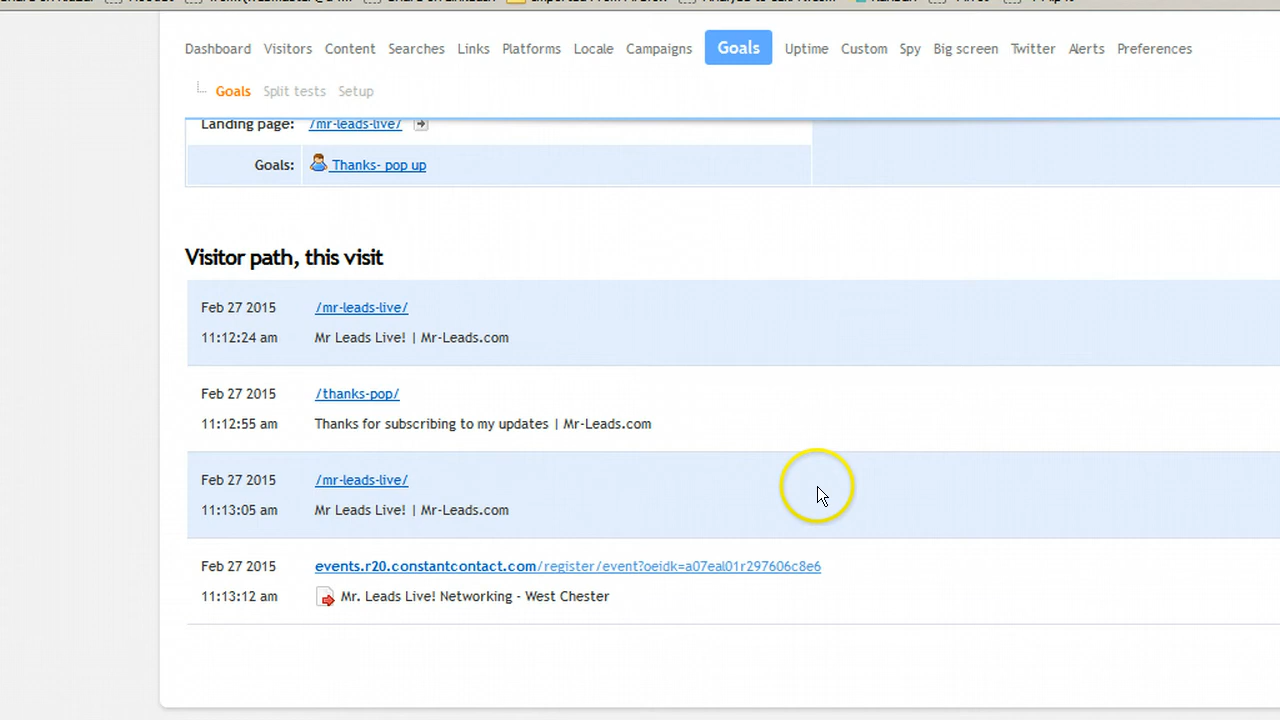 Dashboard Visitors Content Searches Links Platforms Locale Campaigns Goals Uptime Custom Spy Big screen Twitter Alerts Preferences
Goals Split tests Setup
Landing page: /mr-leads-live/
Goals: Thanks- pop up
Visitor path, this visit
Feb 27 2015 /mr-leads-live/
11:12:24 am Mr Leads Live! | Mr-Leads.com
Feb 27 2015 /thanks-pop/
11:12:55 am Thanks for subscribing to my updates | Mr-Leads.com
Feb 27 2015 /mr-leads-live/
11:13:05 am Mr Leads Live! | Mr-Leads.com
Feb 27 2015 events.r20.constantcontact.com/register/event?oeidk=a07eal01r297606c8e6
11:13:12 am Mr. Leads Live! Networking - West Chester